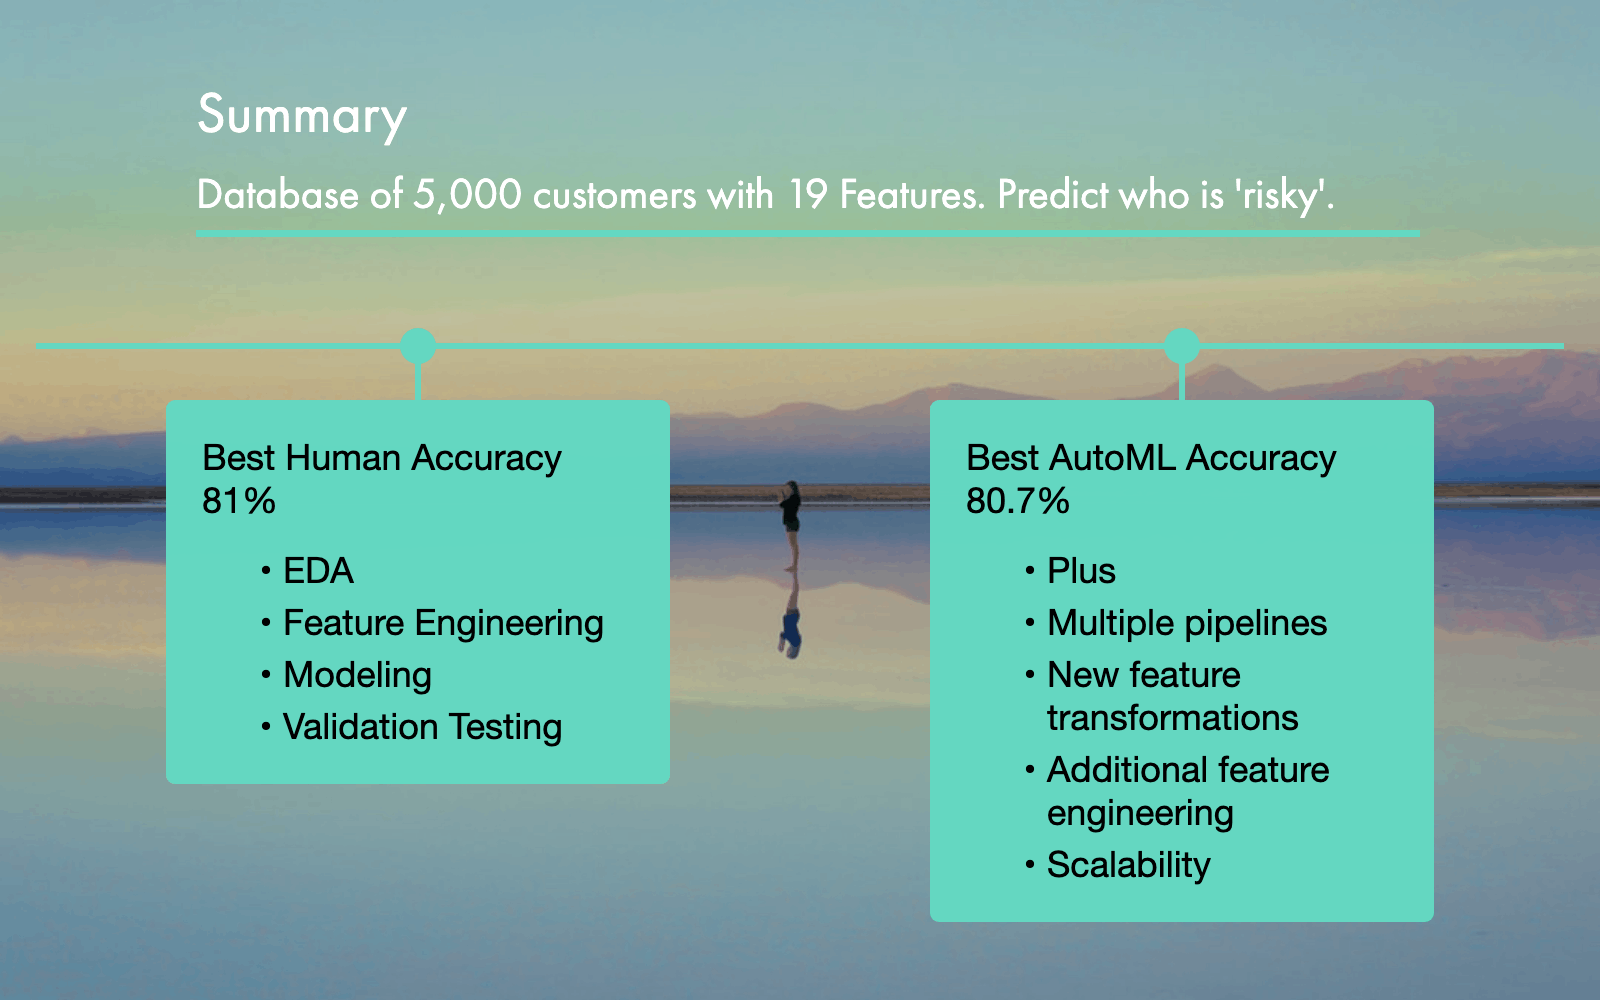 Summary
Database of 5,000 customers with 19 Features. Predict who is 'risky'.
Best Human Accuracy
81%
• EDA
• Feature Engineering
• Modeling
• Validation Testing
Best AutoML Accuracy
80.7%
• Plus
• Multiple pipelines
• New feature
transformations
• Additional feature
engineering
• Scalability